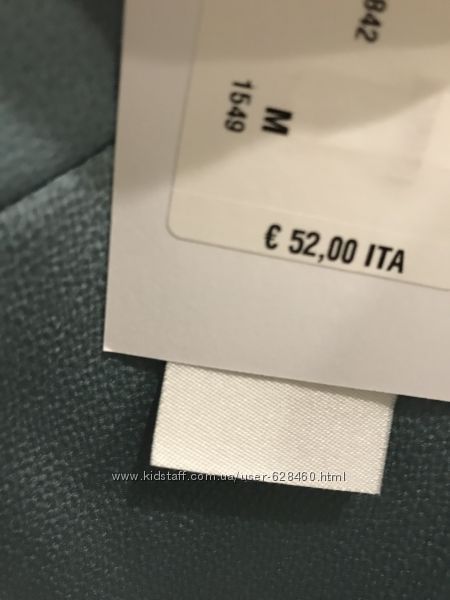 842
M
1549
€ 52,00 ITA
www.kidstaff.com.ua/user-628460.html